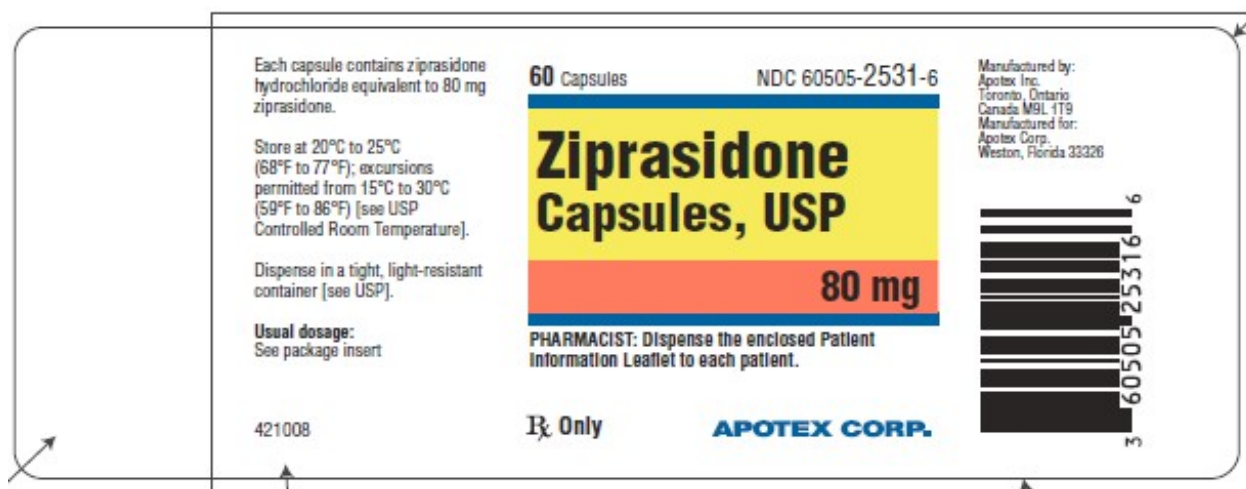 Each capsule contains ziprasidone
hydrochloride equivalent to 80 mg
ziprasidone.
Store at 20°C to 25°C
(68°F to 77°F); excursions
permitted from 15°C to 30°C
(59°F to 86°F) [see USP
Controlled Room Temperature].
Dispense in a tight, light-resistant
container [see USP].
Usual dosage:
See package insert
421008
60 Capsules NDC 60505-2531-6
Ziprasidone
Capsules, USP
80 mg
PHARMACIST: Dispense the enclosed Patient
Information Leaflet to each patient.
℞ Only APOTEX CORP.
Manufactured by:
Apotex Inc.
Toronto, Ontario
Canada M9L 1T9
Manufactured for:
Apotex Corp.
Weston, Florida 33326
3 60505 25316 6